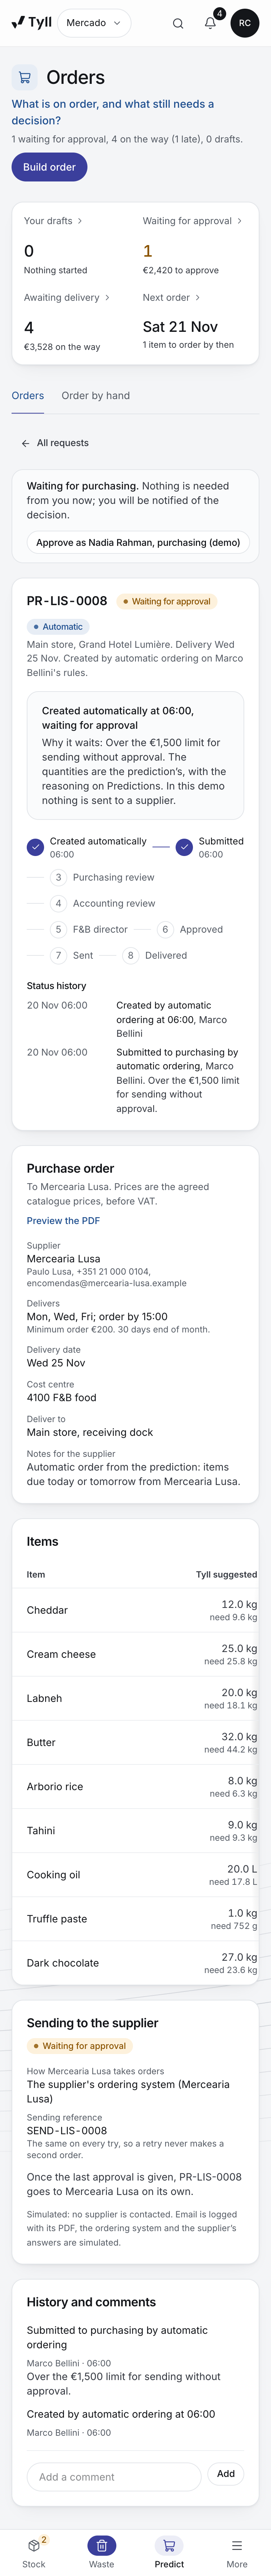 Tyll
Mercado
4
RC
Orders
What is on order, and what still needs a
decision?
1 waiting for approval, 4 on the way (1 late), 0 drafts.
Build order
Your drafts
Waiting for approval
0
1
Nothing started
€2,420 to approve
Awaiting delivery
Next order
4
Sat 21 Nov
€3,528 on the way
1 item to order by then
Orders
Order by hand
All requests
Waiting for purchasing. Nothing is needed
from you now; you will be notified of the
decision.
Approve as Nadia Rahman, purchasing (demo)
PR-LIS-0008
Waiting for approval
Automatic
Main store, Grand Hotel Lumière. Delivery Wed
25 Nov. Created by automatic ordering on Marco
Bellini's rules.
Created automatically at 06:00,
waiting for approval
Why it waits: Over the €1,500 limit for
sending without approval. The
quantities are the prediction's, with the
reasoning on Predictions. In this demo
nothing is sent to a supplier.
Created automatically
06:00
Submitted
06:00
3 Purchasing review
4 Accounting review
5 F&B director
6 Approved
7 Sent
8 Delivered
Status history
20 Nov 06:00
Created by automatic
ordering at 06:00, Marco
Bellini
20 Nov 06:00
Submitted to purchasing by
automatic ordering, Marco
Bellini. Over the €1,500 limit
for sending without
approval.
Purchase order
To Mercearia Lusa. Prices are the agreed
catalogue prices, before VAT.
Preview the PDF
Supplier
Mercearia Lusa
Paulo Lusa, +351 21 000 0104,
encomendas@mercearia-lusa.example
Delivers
Mon, Wed, Fri; order by 15:00
Minimum order €200. 30 days end of month.
Delivery date
Wed 25 Nov
Cost centre
4100 F&B food
Deliver to
Main store, receiving dock
Notes for the supplier
Automatic order from the prediction: items
due today or tomorrow from Mercearia Lusa.
Items
Item
Tyll suggested
Cheddar
12.0 kg
need 9.6 kg
Cream cheese
25.0 kg
need 25.8 kg
Labneh
20.0 kg
need 18.1 kg
Butter
32.0 kg
need 44.2 kg
Arborio rice
8.0 kg
need 6.3 kg
Tahini
9.0 kg
need 9.3 kg
Cooking oil
20.0 L
need 17.8 L
Truffle paste
1.0 kg
need 752 g
Dark chocolate
27.0 kg
need 23.6 kg
Sending to the supplier
Waiting for approval
How Mercearia Lusa takes orders
The supplier's ordering system (Mercearia
Lusa)
Sending reference
SEND-LIS-0008
The same on every try, so a retry never makes a
second order.
Once the last approval is given, PR-LIS-0008
goes to Mercearia Lusa on its own.
Simulated: no supplier is contacted. Email is logged
with its PDF, the ordering system and the supplier's
answers are simulated.
History and comments
Submitted to purchasing by automatic
ordering
Marco Bellini · 06:00
Over the €1,500 limit for sending without
approval.
Created by automatic ordering at 06:00
Marco Bellini · 06:00
Add a comment
Add
2
Stock
Waste
Predict
More